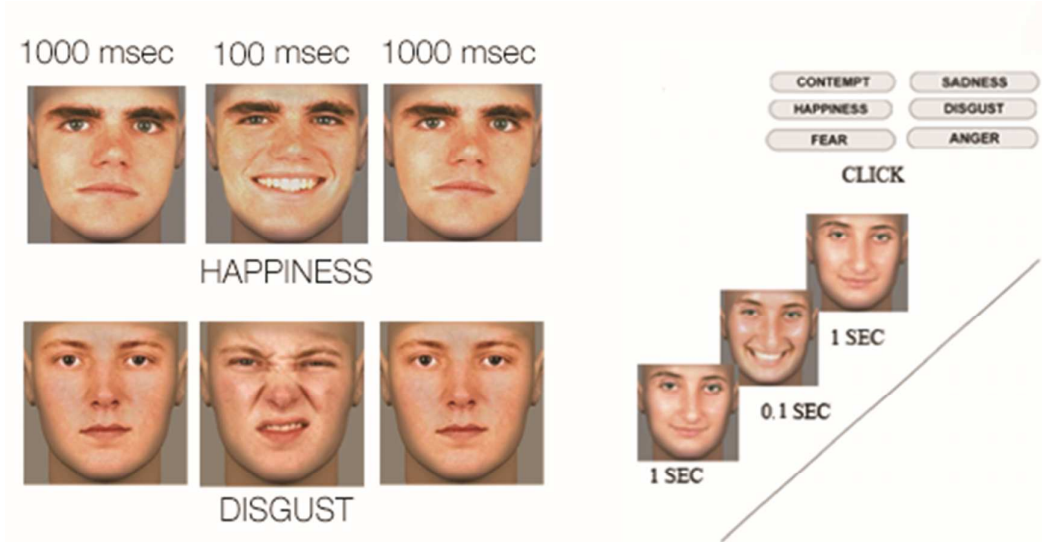 1000 msec 100 msec 1000 msec
HAPPINESS
DISGUST
CONTEMPT SADNESS
HAPPINESS DISGUST
FEAR ANGER
CLICK
1 SEC
0.1 SEC
1 SEC